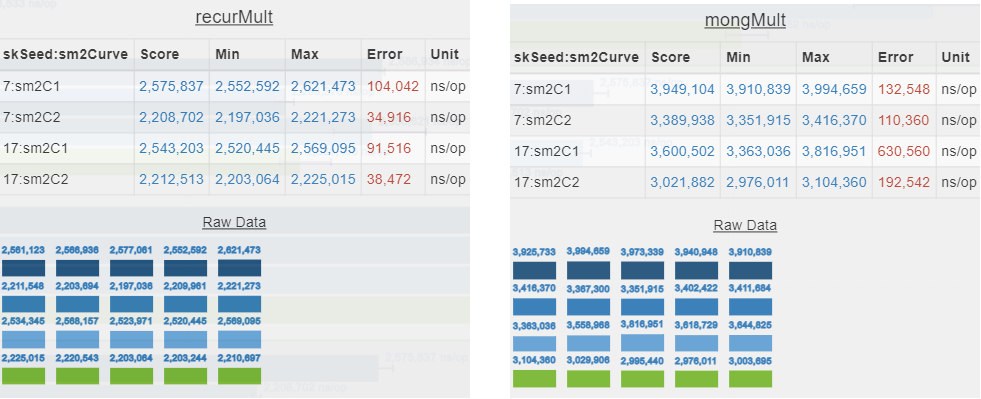 recurMult
skSeed:sm2Curve Score Min Max Error Unit
7:sm2C1 2,575,837 2,552,592 2,621,473 104,042 ns/op
7:sm2C2 2,208,702 2,197,036 2,221,273 34,916 ns/op
17:sm2C1 2,543,203 2,520,445 2,569,095 91,516 ns/op
17:sm2C2 2,212,513 2,203,064 2,225,015 38,472 ns/op
Raw Data
2,561,123 2,566,936 2,577,061 2,552,592 2,621,473
2,211,548 2,203,694 2,197,036 2,209,961 2,221,273
2,534,345 2,568,157 2,523,971 2,520,445 2,569,095
2,225,015 2,220,543 2,203,064 2,203,244 2,210,697
mongMult
skSeed:sm2Curve Score Min Max Error Unit
7:sm2C1 3,949,104 3,910,839 3,994,659 132,548 ns/op
7:sm2C2 3,389,938 3,351,915 3,416,370 110,360 ns/op
17:sm2C1 3,600,502 3,363,036 3,816,951 630,560 ns/op
17:sm2C2 3,021,882 2,976,011 3,104,360 192,542 ns/op
Raw Data
3,925,733 3,994,659 3,973,339 3,940,948 3,910,839
3,416,370 3,367,300 3,351,915 3,402,422 3,411,684
3,363,036 3,558,968 3,816,951 3,618,729 3,644,825
3,104,360 3,029,906 2,995,440 2,976,011 3,003,695